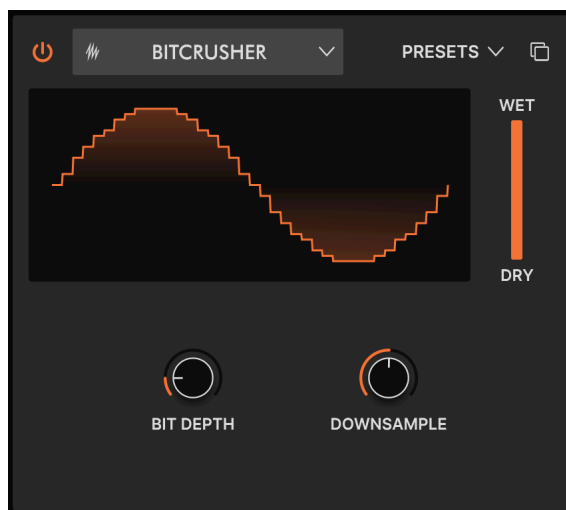 BITCRUSHER
PRESETS
WET
DRY
BIT DEPTH
DOWNSAMPLE